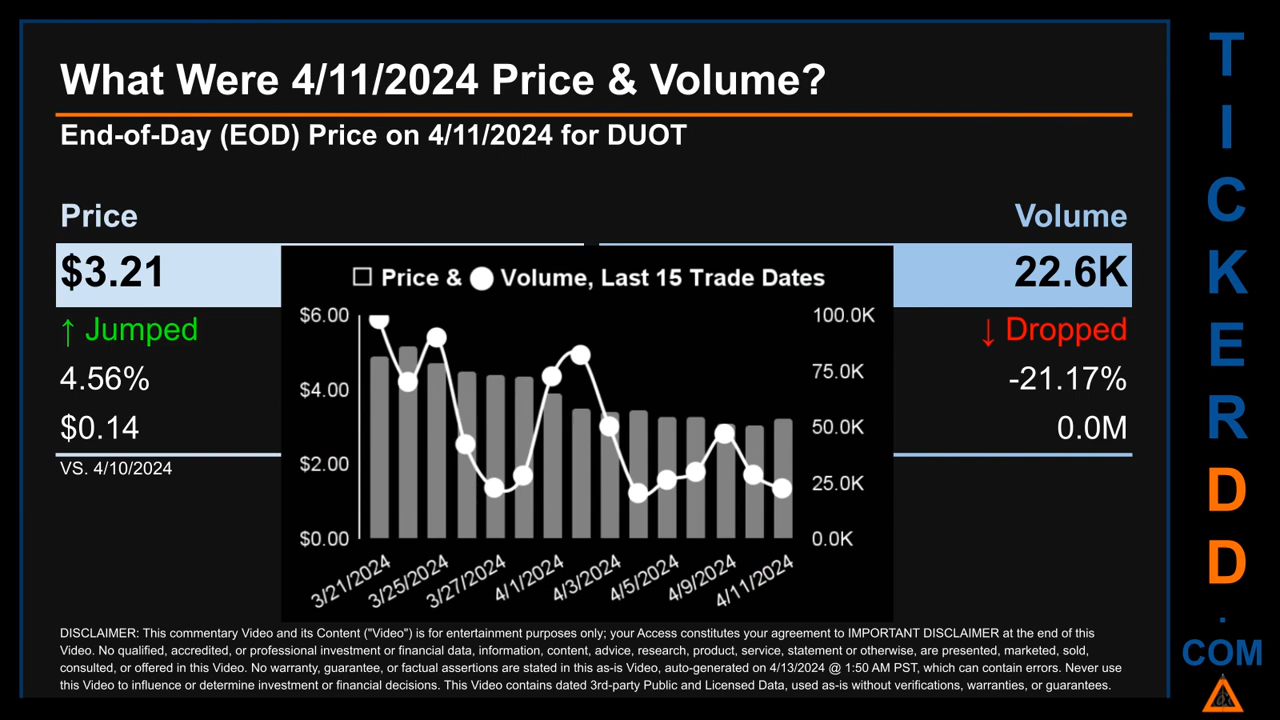 What Were 4/11/2024 Price & Volume?
End-of-Day (EOD) Price on 4/11/2024 for DUOT
Price
Volume
$3.21
22.6K
↑ Jumped
↓ Dropped
4.56%
-21.17%
$0.14
0.0M
VS. 4/10/2024
Price & Volume, Last 15 Trade Dates
$6.00
100.0K
75.0K
$4.00
50.0K
$2.00
25.0K
$0.00
0.0K
3/21/2024
3/25/2024
3/27/2024
4/1/2024
4/3/2024
4/5/2024
4/9/2024
4/11/2024
DISCLAIMER: This commentary Video and its Content ("Video") is for entertainment purposes only; your Access constitutes your agreement to IMPORTANT DISCLAIMER at the end of this
Video. No qualified, accredited, or professional investment or financial data, information, content, advice, research, product, service, statement or otherwise, are presented, marketed, sold,
consulted, or offered in this Video. No warranty, guarantee, or factual assertions are stated in this as-is Video, auto-generated on 4/13/2024 @ 1:50 AM PST, which can contain errors. Never use
this Video to influence or determine investment or financial decisions. This Video contains dated 3rd-party Public and Licensed Data, used as-is without verifications, warranties, or guarantees.
T
I
C
K
E
R
D
D
.
COM